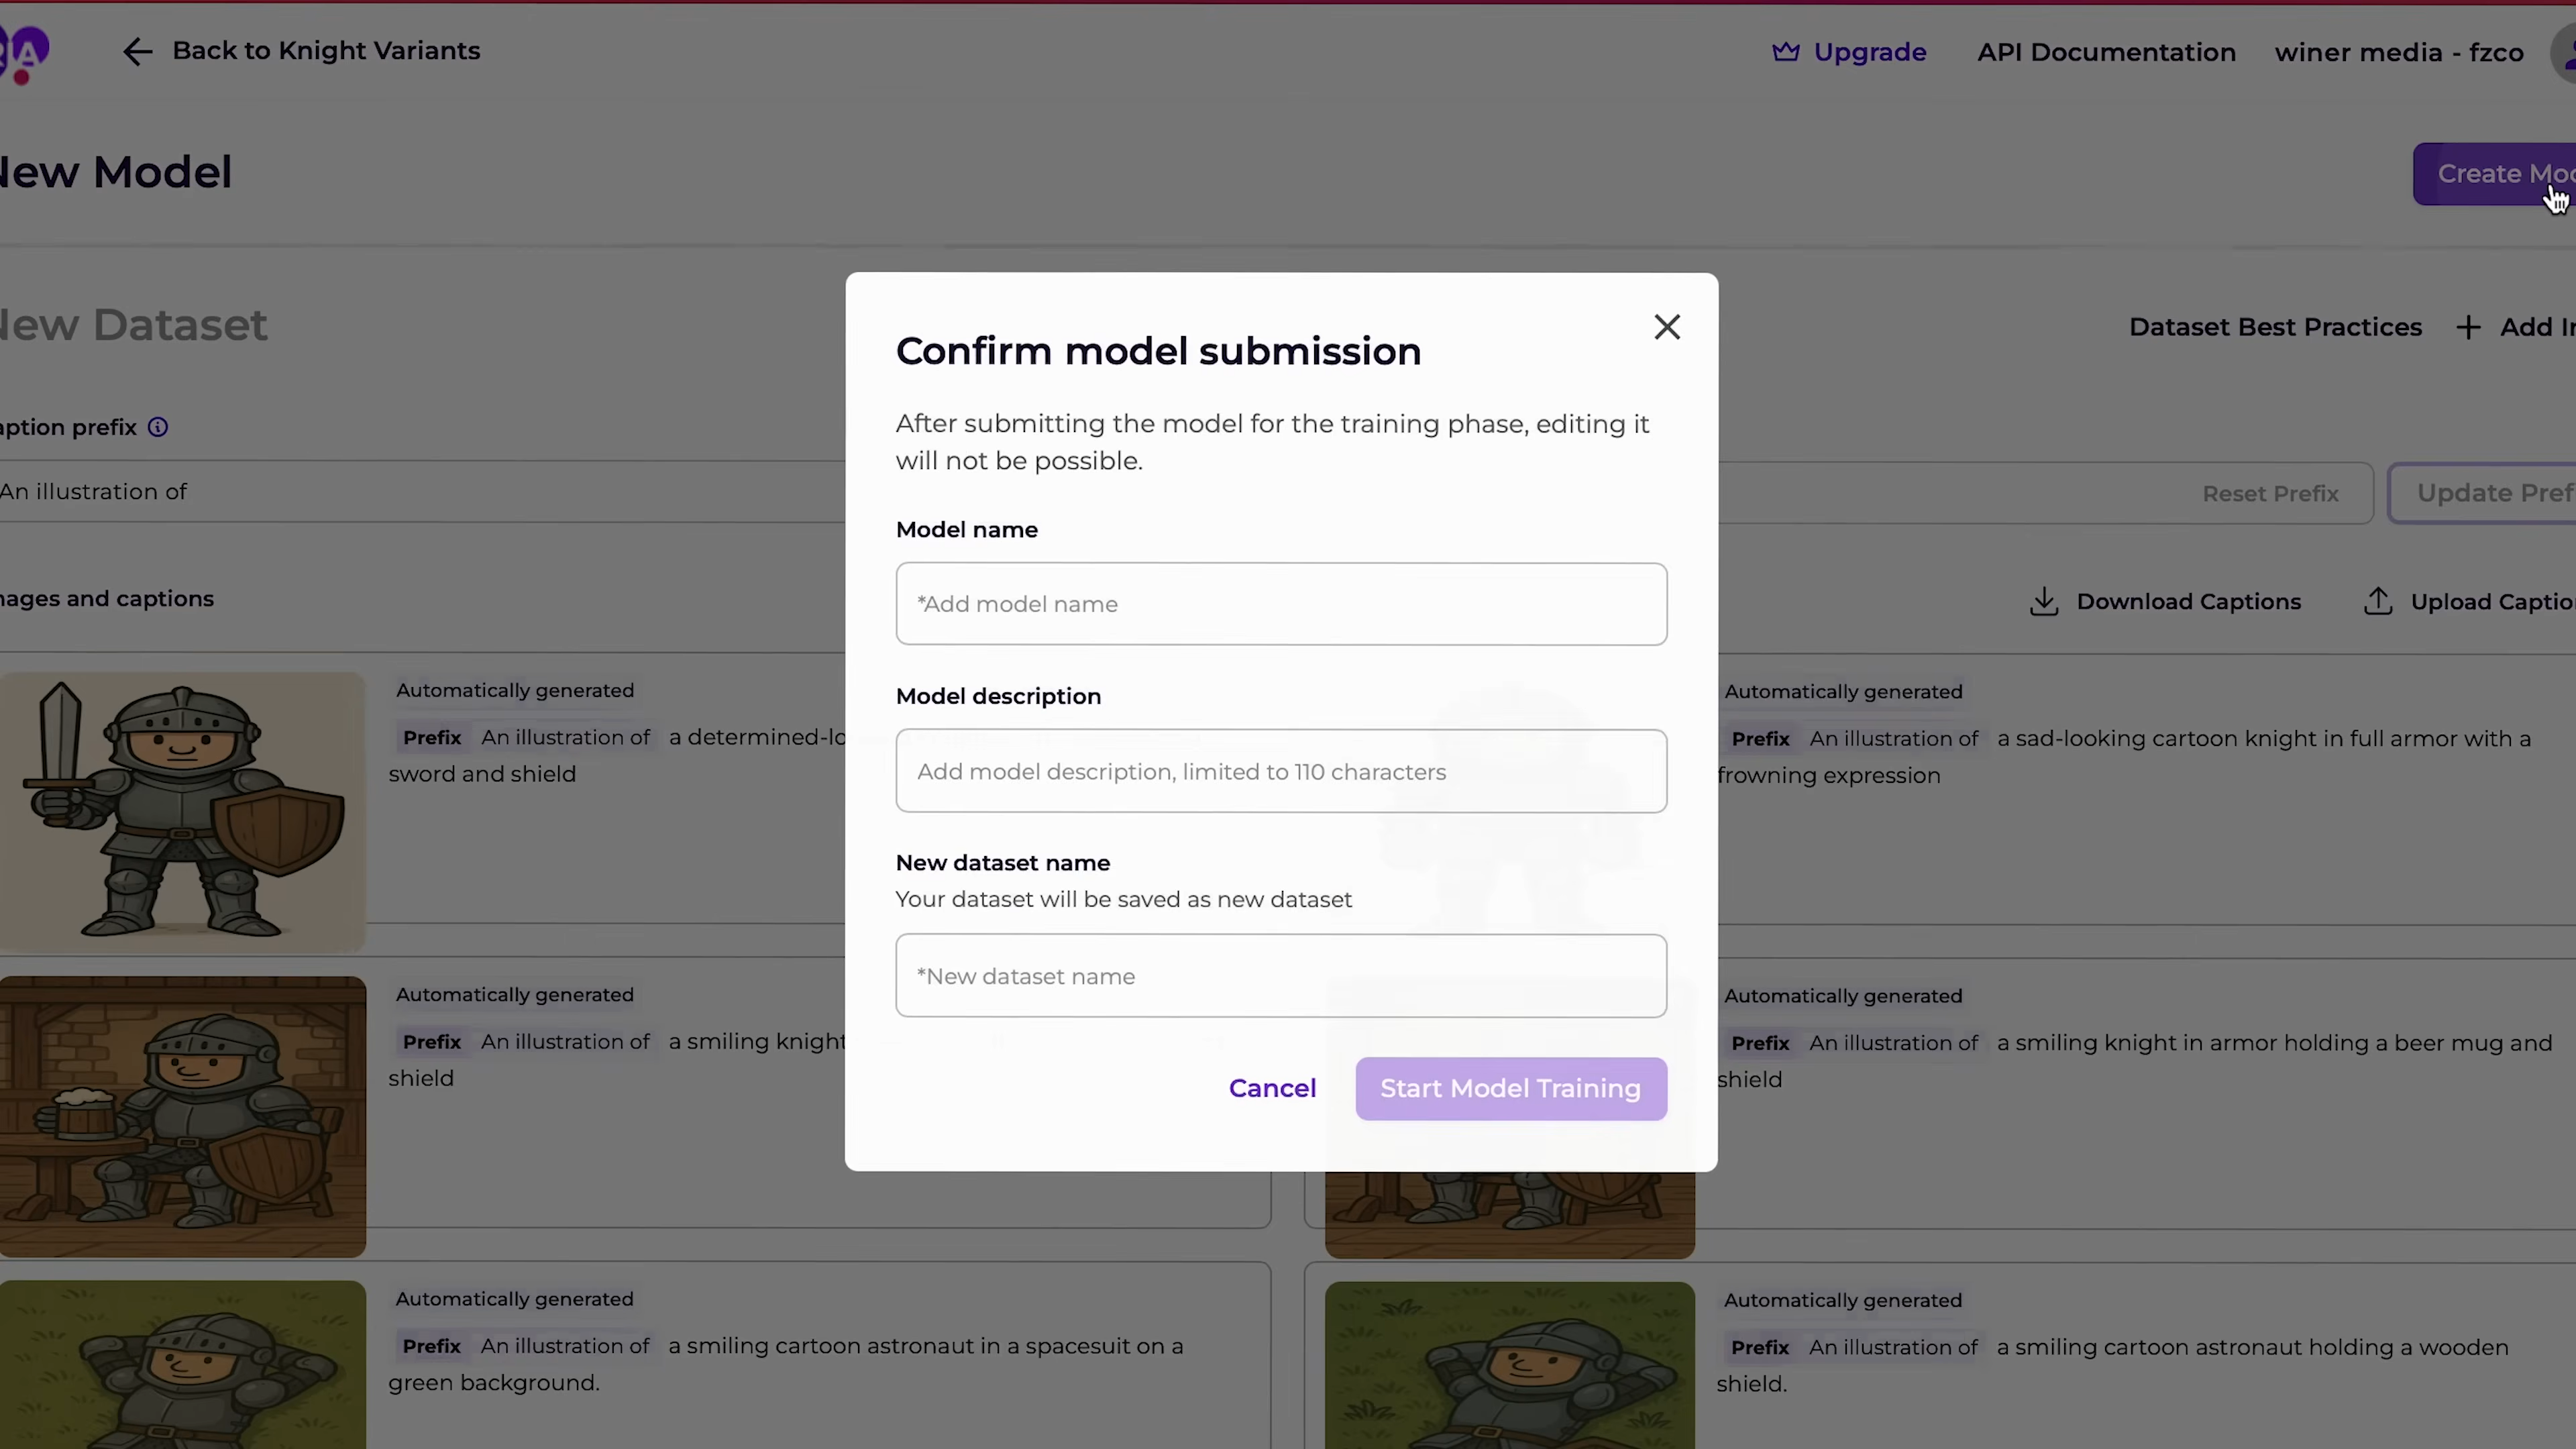 Back to Knight Variants
Upgrade
API Documentation
winer media - fzco
New Model
Create Mod
New Dataset
Dataset Best Practices
Add In
aption prefix
An illustration of
Reset Prefix
Update Pref
mages and captions
Download Captions
Upload Caption
Confirm model submission
After submitting the model for the training phase, editing it
will not be possible.
Model name
*Add model name
Model description
Add model description, limited to 110 characters
New dataset name
Your dataset will be saved as new dataset
*New dataset name
Cancel
Start Model Training
Automatically generated
Prefix An illustration of a determined-lo
sword and shield
Automatically generated
Prefix An illustration of a sad-looking cartoon knight in full armor with a
frowning expression
Automatically generated
Prefix An illustration of a smiling knight
shield
Automatically generated
Prefix An illustration of a smiling knight in armor holding a beer mug and
shield
Automatically generated
Prefix An illustration of a smiling cartoon astronaut in a spacesuit on a
green background.
Automatically generated
Prefix An illustration of a smiling cartoon astronaut holding a wooden
shield.